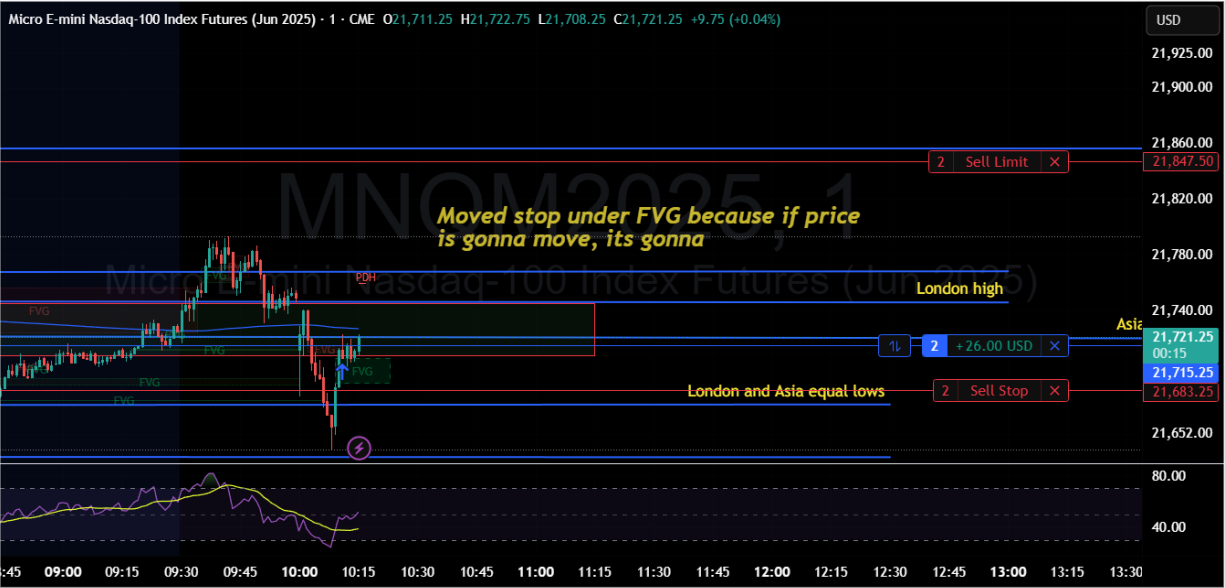 Micro E-mini Nasdaq-100 Index Futures (Jun 2025) · 1 · CME O21,711.25 H21,722.75 L21,708.25 C21,721.25 +9.75 (+0.04%)
USD
21,925.00
21,900.00
21,860.00
2 Sell Limit × 21,847.50
MNQM2025, 1
21,820.00
Moved stop under FVG because if price
is gonna move, its gonna
21,780.00
FVG
PDH
Micro E-mini Nasdaq-100 Index Futures (Jun 2025)
London high
FVG
21,740.00
Asia
21,721.25
00:15
2 +26.00 USD ×
FVG
FVG
FVG
21,715.25
FVG
London and Asia equal lows
2 Sell Stop × 21,683.25
FVG
21,652.00
80.00
40.00
:45 09:00 09:15 09:30 09:45 10:00 10:15 10:30 10:45 11:00 11:15 11:30 11:45 12:00 12:15 12:30 12:45 13:00 13:15 13:30